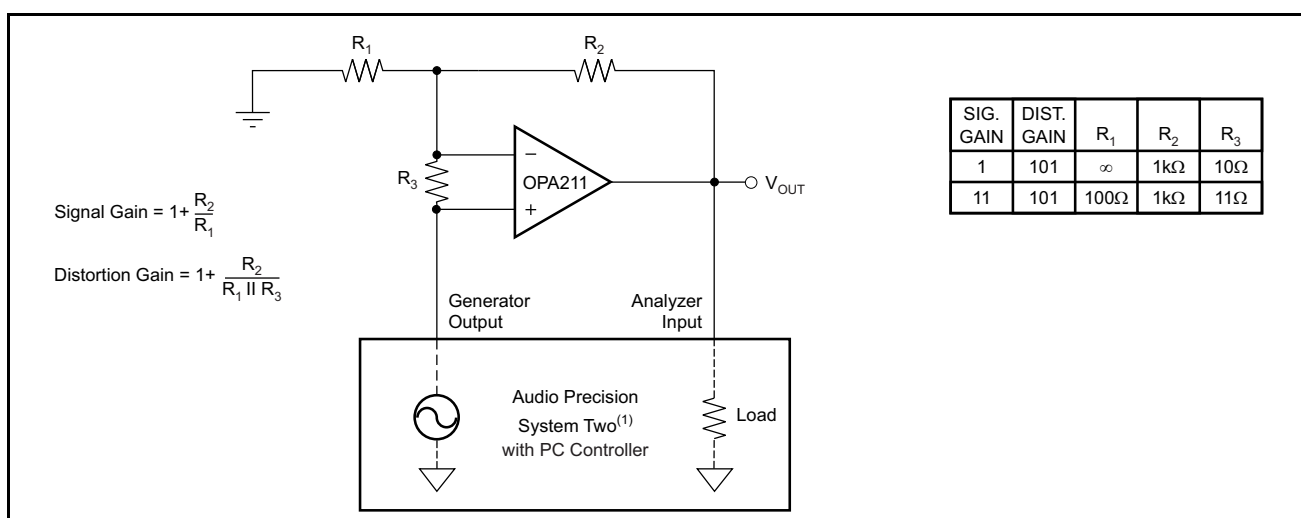 R1
R2
R3
−
OPA211
+
VOUT
Signal Gain = 1+ R2
R1
Distortion Gain = 1+ R2
R1 II R3
Generator
Output
Analyzer
Input
Audio Precision
System Two(1)
with PC Controller
Load
SIG. GAIN DIST. GAIN R1 R2 R3
1 101 ∞ 1kΩ 10Ω
11 101 100Ω 1kΩ 11Ω